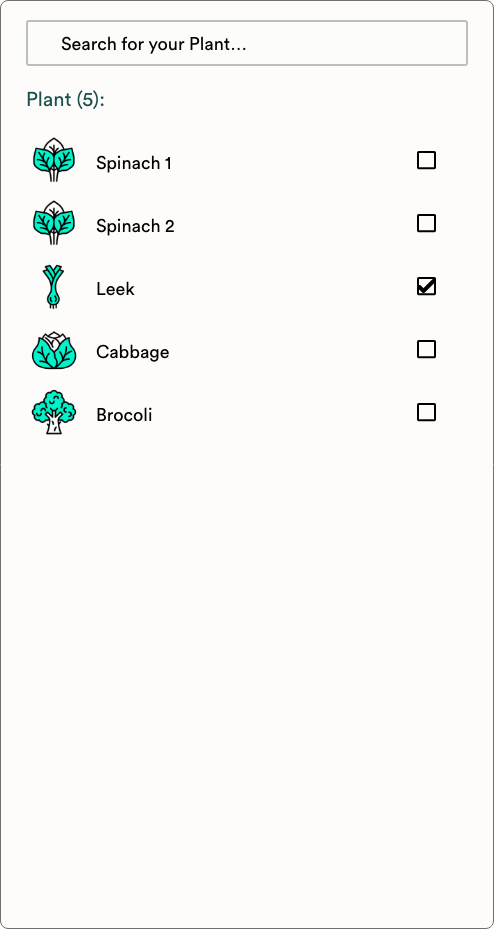 Search for your Plant...
Plant (5):
Spinach 1
Spinach 2
Leek
Cabbage
Brocoli